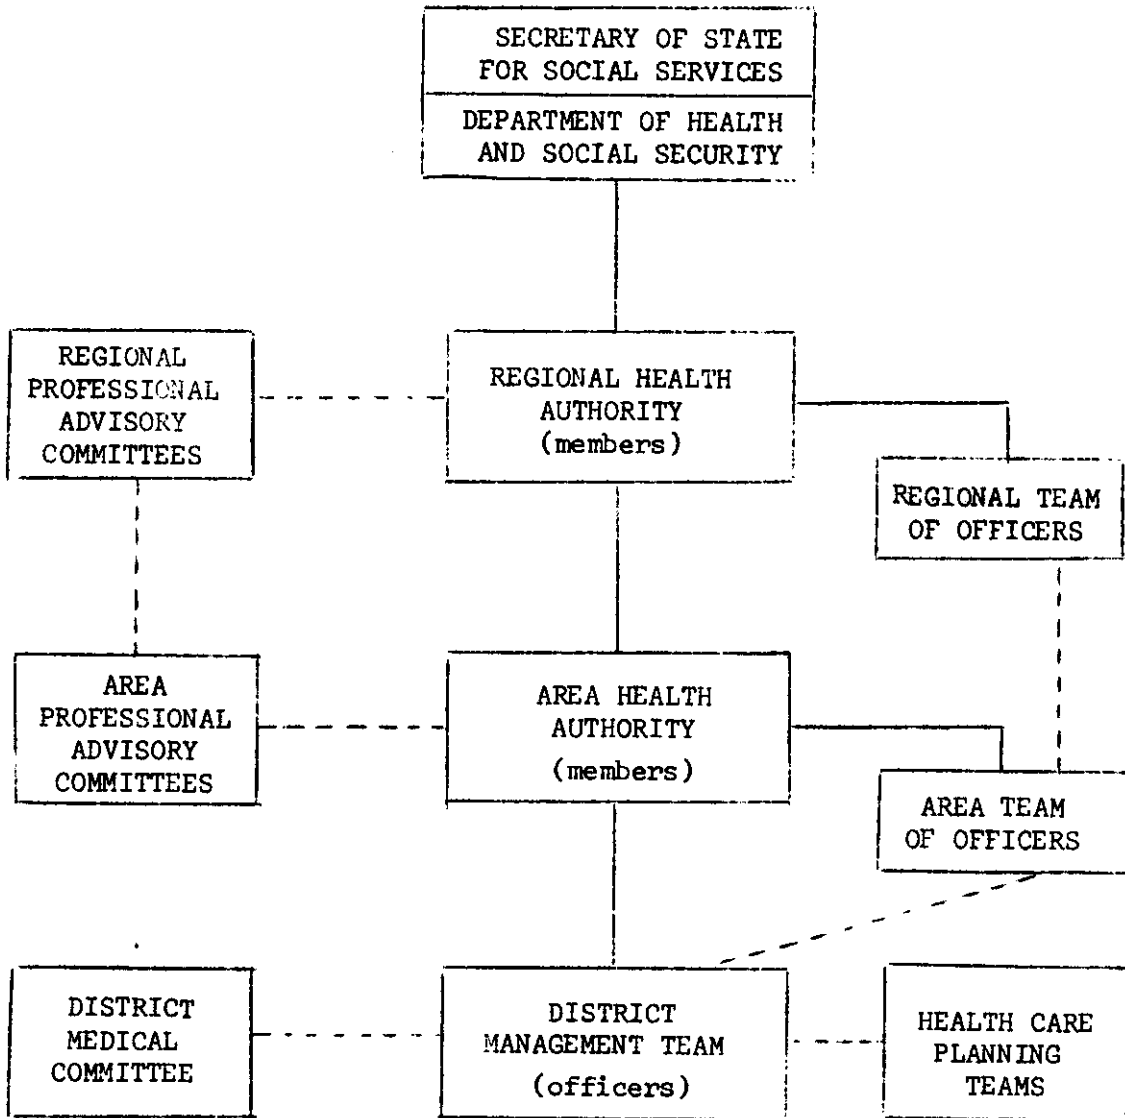 SECRETARY OF STATE
FOR SOCIAL SERVICES
DEPARTMENT OF HEALTH
AND SOCIAL SECURITY
REGIONAL
PROFESSIONAL
ADVISORY
COMMITTEES
REGIONAL HEALTH
AUTHORITY
(members)
REGIONAL TEAM
OF OFFICERS
AREA
PROFESSIONAL
ADVISORY
COMMITTEES
AREA HEALTH
AUTHORITY
(members)
AREA TEAM
OF OFFICERS
DISTRICT
MEDICAL
COMMITTEE
DISTRICT
MANAGEMENT TEAM
(officers)
HEALTH CARE
PLANNING
TEAMS